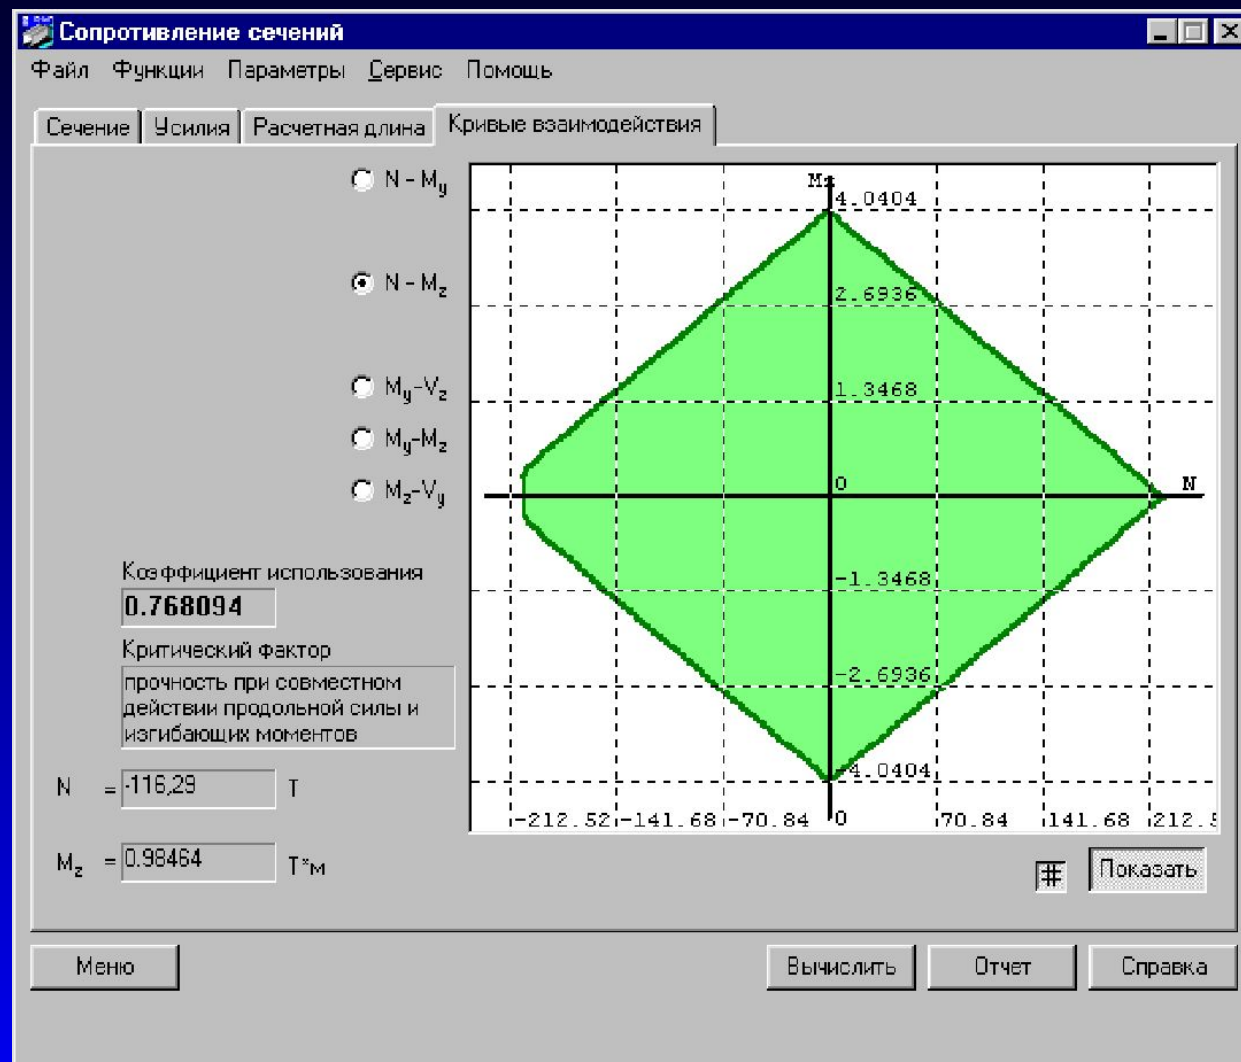 Сопротивление сечений
Файл Функции Параметры Сервис Помощь
Сечение Усилия Расчетная длина Кривые взаимодействия
N - My
N - Mz
My-Vz
My-Mz
Mz-Vy
Коэффициент использования
0.768094
Критический фактор
прочность при совместном
действии продольной силы и
изгибающих моментов
N = -116,29 Т
Mz = 0.98464 Т*м
Mz
4.0404
2.6936
1.3468
0
N
-1.3468
-2.6936
-4.0404
-212.52 -141.68 -70.84 0 70.84 141.68 212.5
Показать
Меню Вычислить Отчет Справка